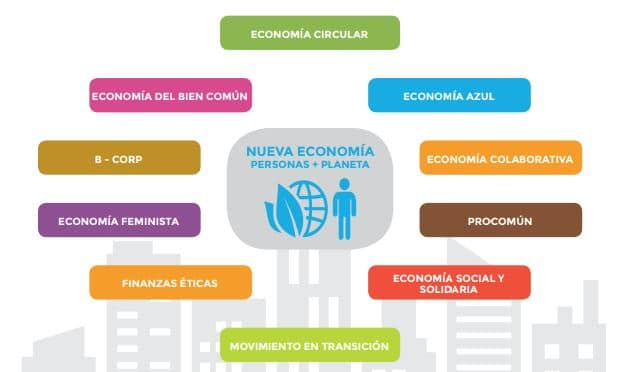 ECONOMÍA CIRCULAR
ECONOMÍA DEL BIEN COMÚN
ECONOMÍA AZUL
B - CORP
NUEVA ECONOMÍA
PERSONAS + PLANETA
ECONOMÍA COLABORATIVA
ECONOMÍA FEMINISTA
PROCOMÚN
FINANZAS ÉTICAS
ECONOMÍA SOCIAL Y
SOLIDARIA
MOVIMIENTO EN TRANSICIÓN